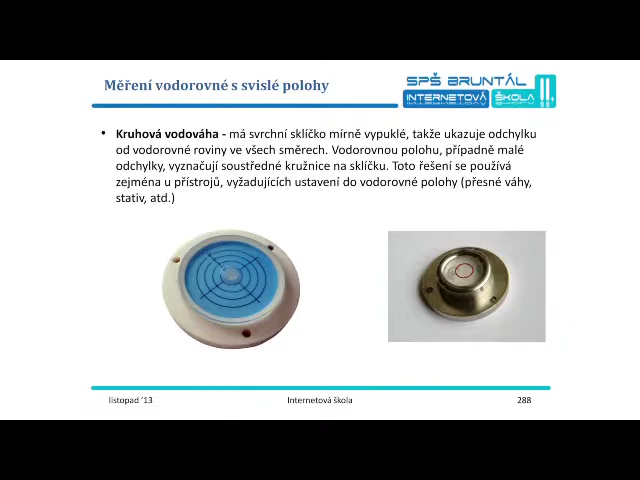 Měření vodorovné s svislé polohy
SPŠ BRUNTÁL
INTERNETOVÁ ŠKOLA
• Kruhová vodováha - má svrchní sklíčko mírně vypuklé, takže ukazuje odchylku
od vodorovné roviny ve všech směrech. Vodorovnou polohu, případně malé
odchylky, vyznačují soustředné kružnice na sklíčku. Toto řešení se používá
zejména u přístrojů, vyžadujících ustavení do vodorovné polohy (přesné váhy,
stativ, atd.)
listopad ‘13
Internetová škola
288